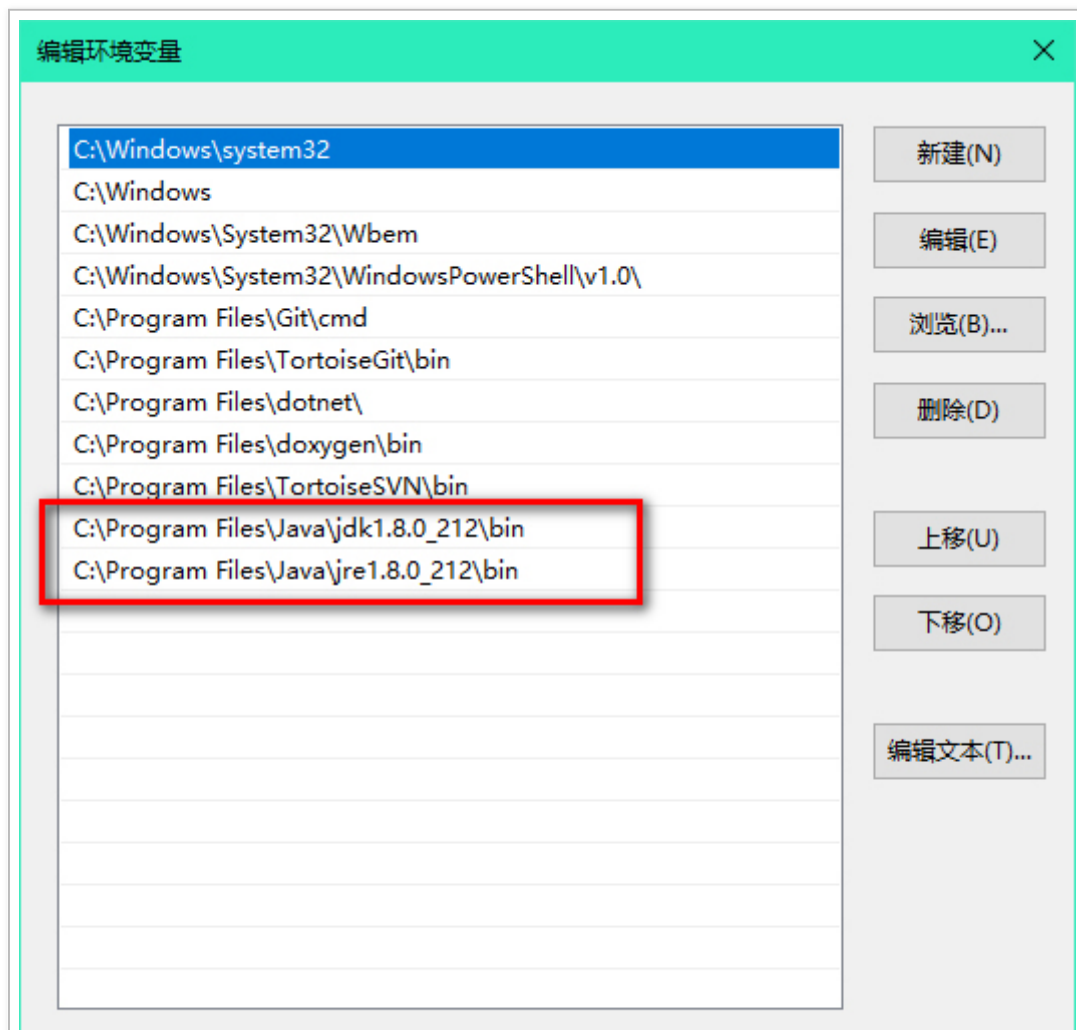 编辑环境变量
C:\Windows\system32
C:\Windows
C:\Windows\System32\Wbem
C:\Windows\System32\WindowsPowerShell\v1.0\
C:\Program Files\Git\cmd
C:\Program Files\TortoiseGit\bin
C:\Program Files\dotnet\
C:\Program Files\doxygen\bin
C:\Program Files\TortoiseSVN\bin
C:\Program Files\Java\jdk1.8.0_212\bin
C:\Program Files\Java\jre1.8.0_212\bin
新建(N)
编辑(E)
浏览(B)...
删除(D)
上移(U)
下移(O)
编辑文本(T)...